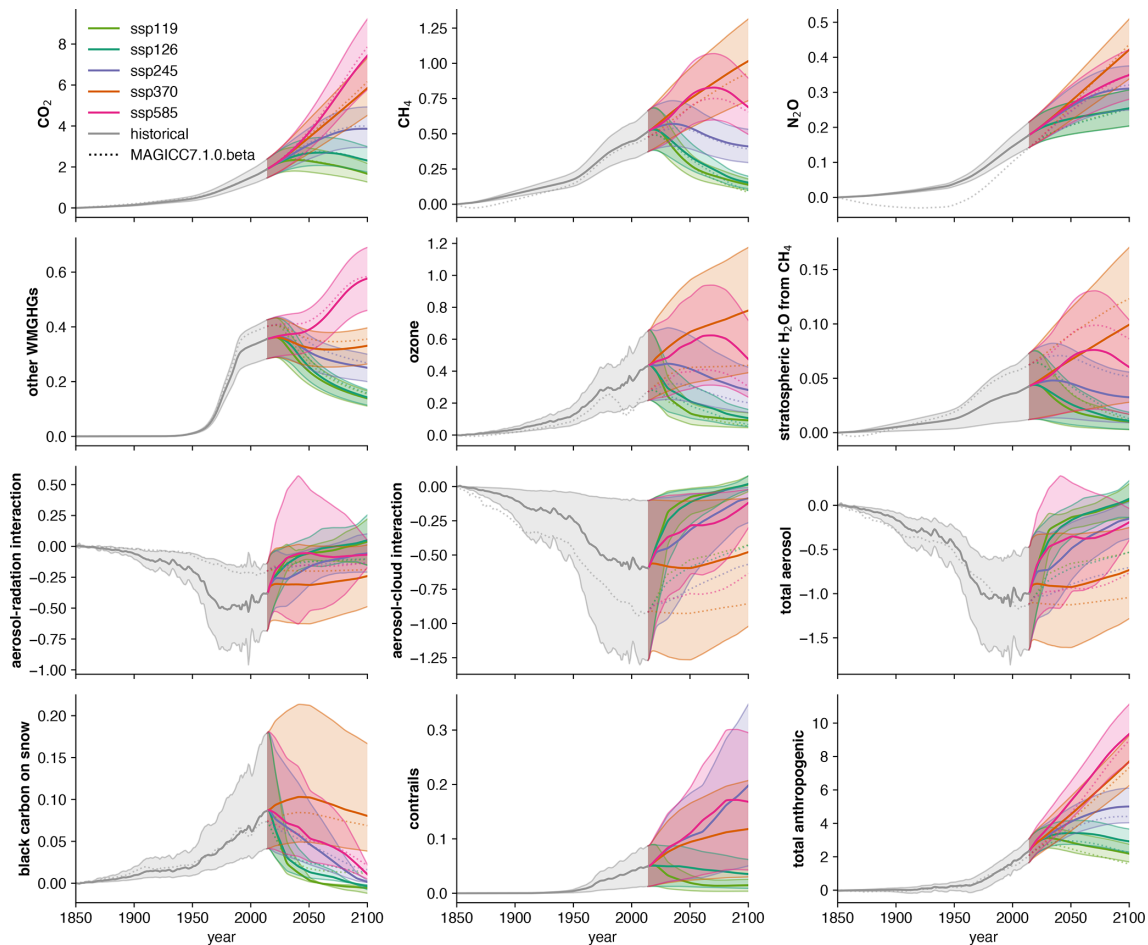 CO₂
8
6
4
2
0
ssp119
ssp126
ssp245
ssp370
ssp585
historical
MAGICC7.1.0.beta
CH₄
1.25
1.00
0.75
0.50
0.25
0.00
N₂O
0.5
0.4
0.3
0.2
0.1
0.0
1850 1900 1950 2000 2050 2100
other WMGHGs
0.6
0.4
0.2
0.0
ozone
1.2
1.0
0.8
0.6
0.4
0.2
0.0
stratospheric H₂O from CH₄
0.15
0.10
0.05
0.00
aerosol-radiation interaction
0.50
0.25
0.00
−0.25
−0.50
−0.75
−1.00
aerosol-cloud interaction
0.00
−0.25
−0.50
−0.75
−1.00
−1.25
total aerosol
0.0
−0.5
−1.0
−1.5
black carbon on snow
0.20
0.15
0.10
0.05
0.00
1850 1900 1950 2000 2050 2100
year
contrails
0.3
0.2
0.1
0.0
1850 1900 1950 2000 2050 2100
year
total anthropogenic
10
8
6
4
2
0
1850 1900 1950 2000 2050 2100
year